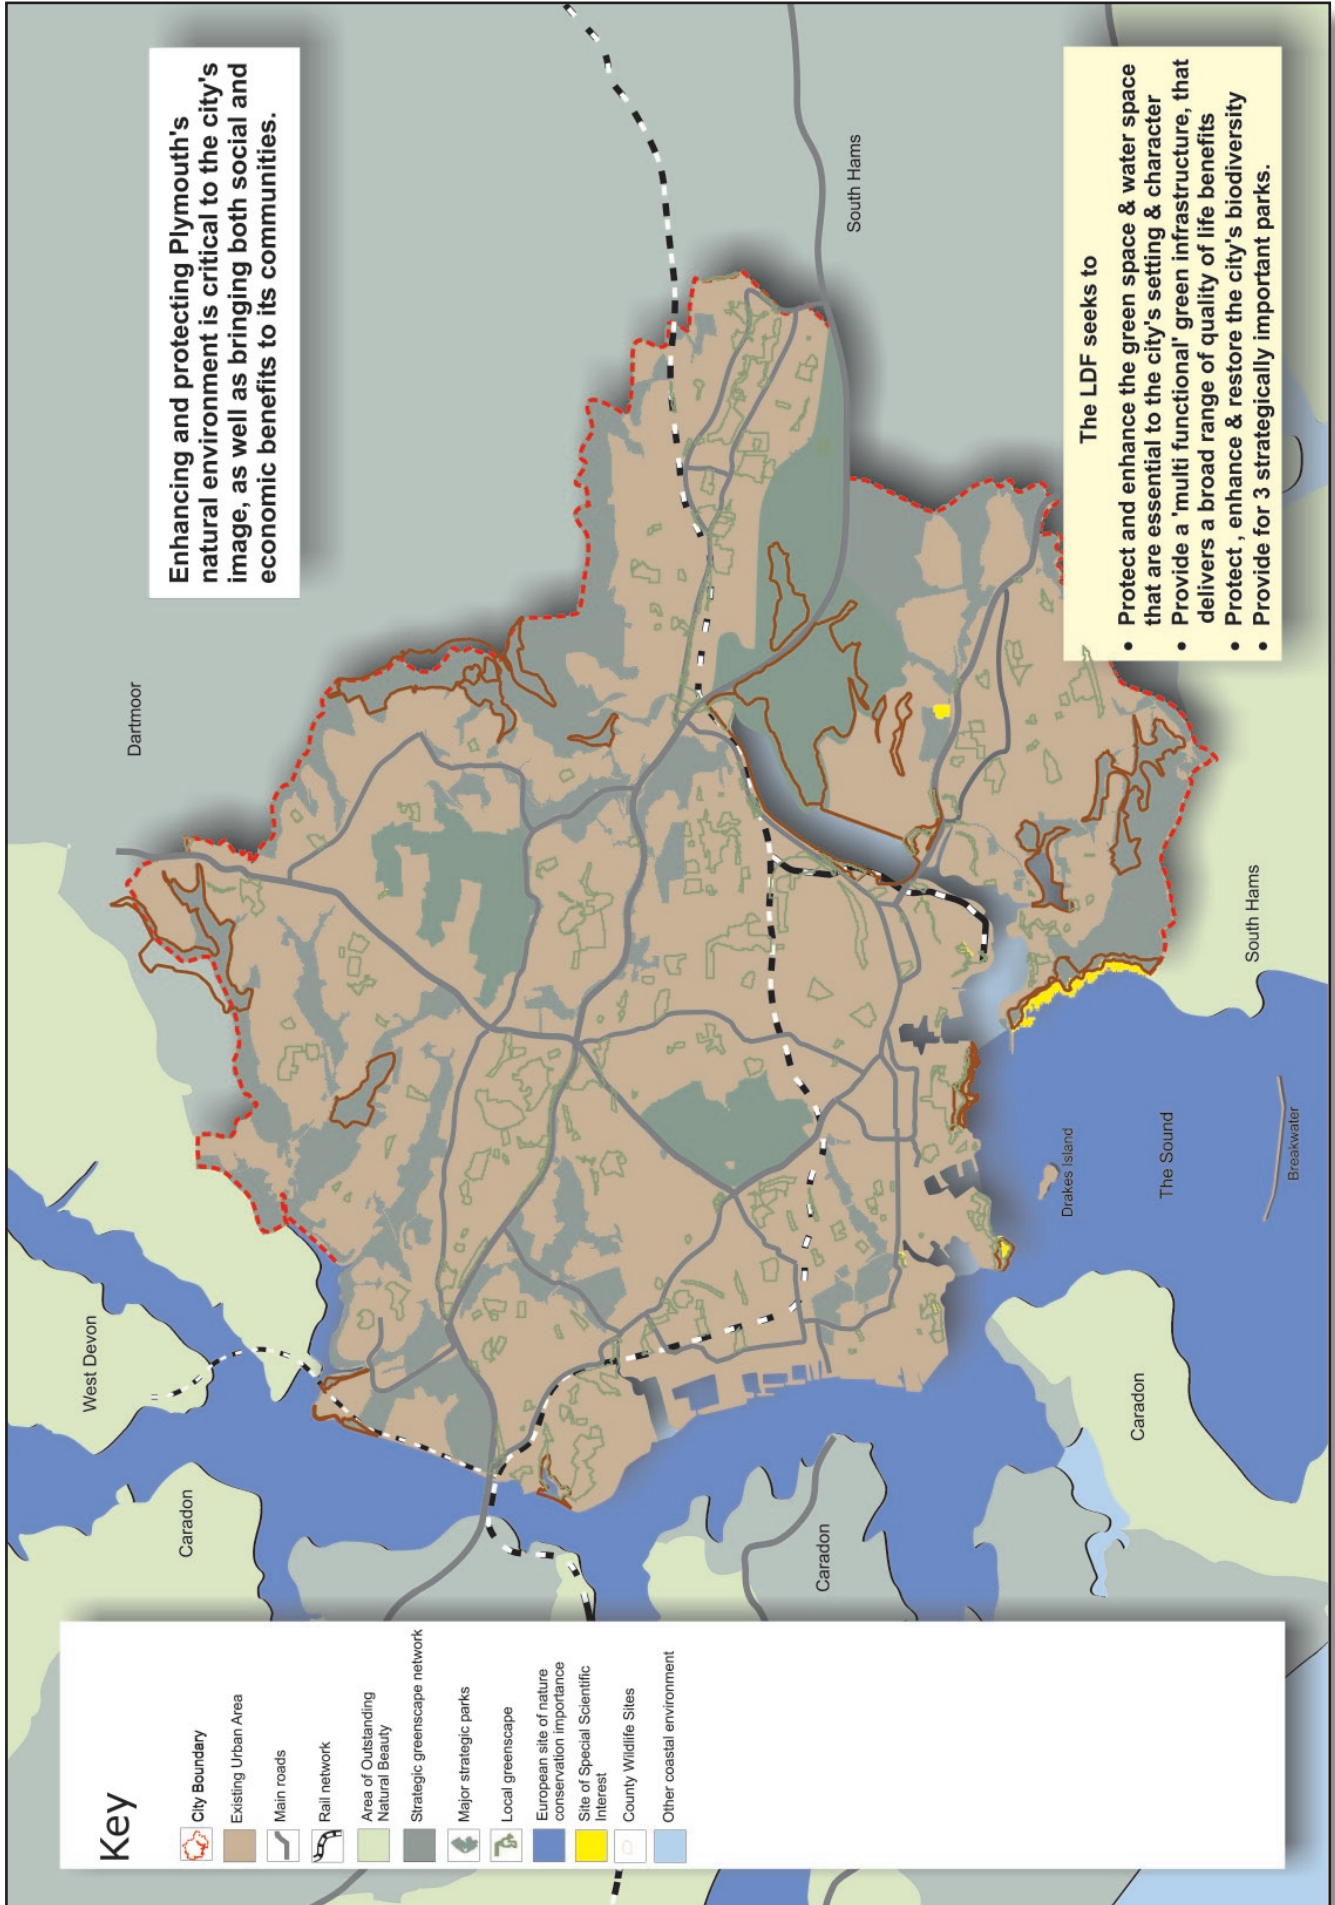 Enhancing and protecting Plymouth's
natural environment is critical to the city's
image, as well as bringing both social and
economic benefits to its communities.
Dartmoor
South Hams
West Devon
Caradon
Caradon
Caradon
South Hams
Drakes Island
The Sound
Breakwater
The LDF seeks to
• Protect and enhance the green space & water space
that are essential to the city's setting & character
• Provide a 'multi functional' green infrastructure, that
delivers a broad range of quality of life benefits
• Protect , enhance & restore the city's biodiversity
• Provide for 3 strategically important parks.
Key
City Boundary
Existing Urban Area
Main roads
Rail network
Area of Outstanding
Natural Beauty
Strategic greenscape network
Major strategic parks
Local greenscape
European site of nature
conservation importance
Site of Special Scientific
Interest
County Wildlife Sites
Other coastal environment